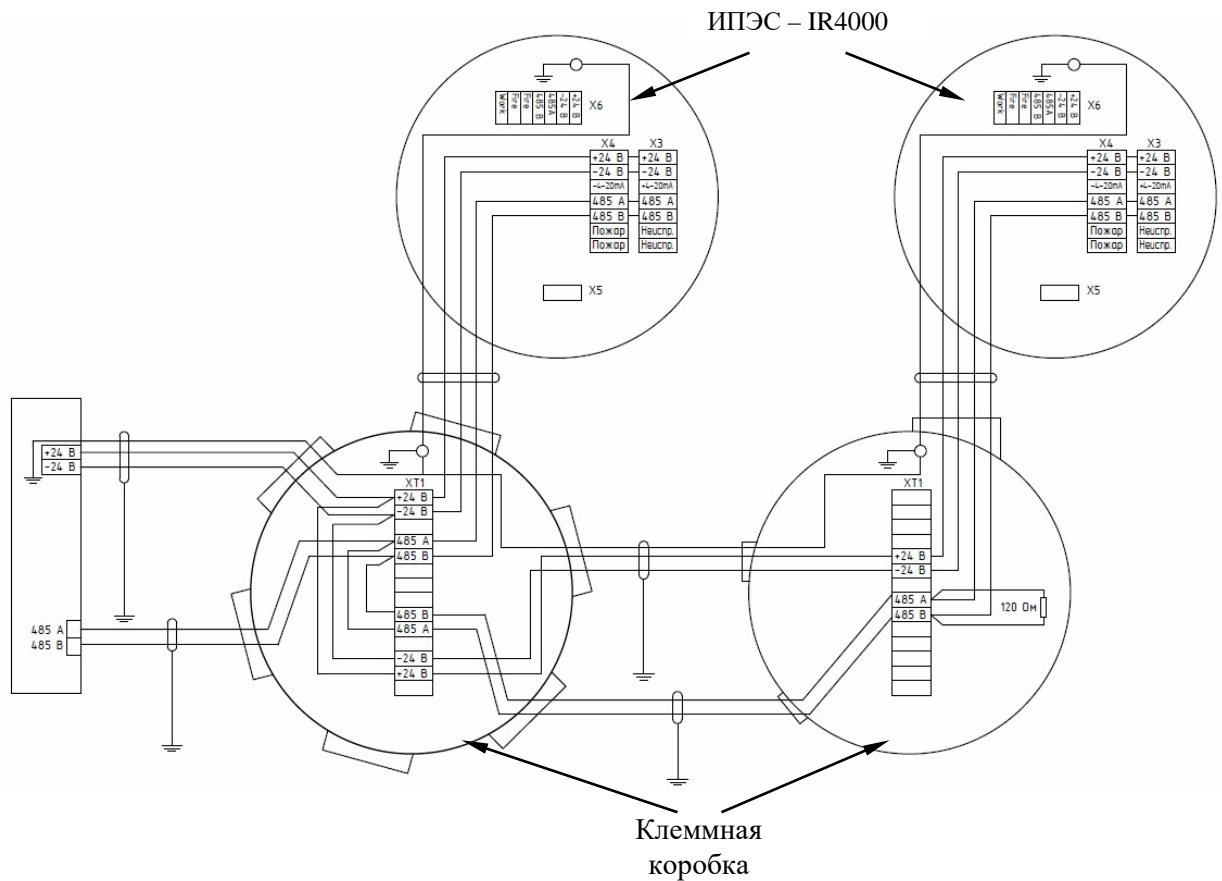 ИПЭС – IR4000
Work
Fire
Fire
485 В
485А
-24 В
+24 В
X6
X4
X3
+24 В
+24 В
-24 В
-24 В
-4-20mA
+4-20mA
485 А
485 А
485 В
485 В
Пожар
Неиспр.
Пожар
Неиспр.
X5
Work
Fire
Fire
485 В
485А
-24 В
+24 В
X6
X4
X3
+24 В
+24 В
-24 В
-24 В
-4-20mA
+4-20mA
485 А
485 А
485 В
485 В
Пожар
Неиспр.
Пожар
Неиспр.
X5
+24 В
-24 В
485 А
485 В
XT1
+24 В
-24 В
485 А
485 В
485 В
485 А
-24 В
+24 В
XT1
+24 В
-24 В
485 А
485 В
120 Ом
Клеммная
коробка